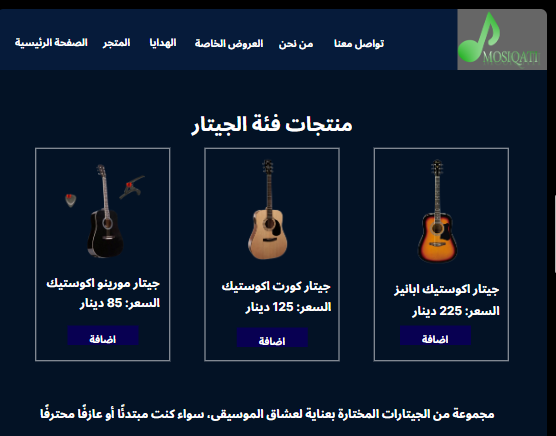 MOSIQATI
تواصل معنا
من نحن
العروض الخاصة
الهدايا
المتجر
الصفحة الرئيسية
منتجات فئة الجيتار
جيتار اكوستيك ابانيز
السعر: 225 دينار
اضافة
جيتار كورت اكوستيك
السعر: 125 دينار
اضافة
جيتار مورينو اكوستيك
السعر: 85 دينار
اضافة
مجموعة من الجيتارات المختارة بعناية لعشاق الموسيقى، سواء كنت مبتدئًا أو عازفًا محترفًا